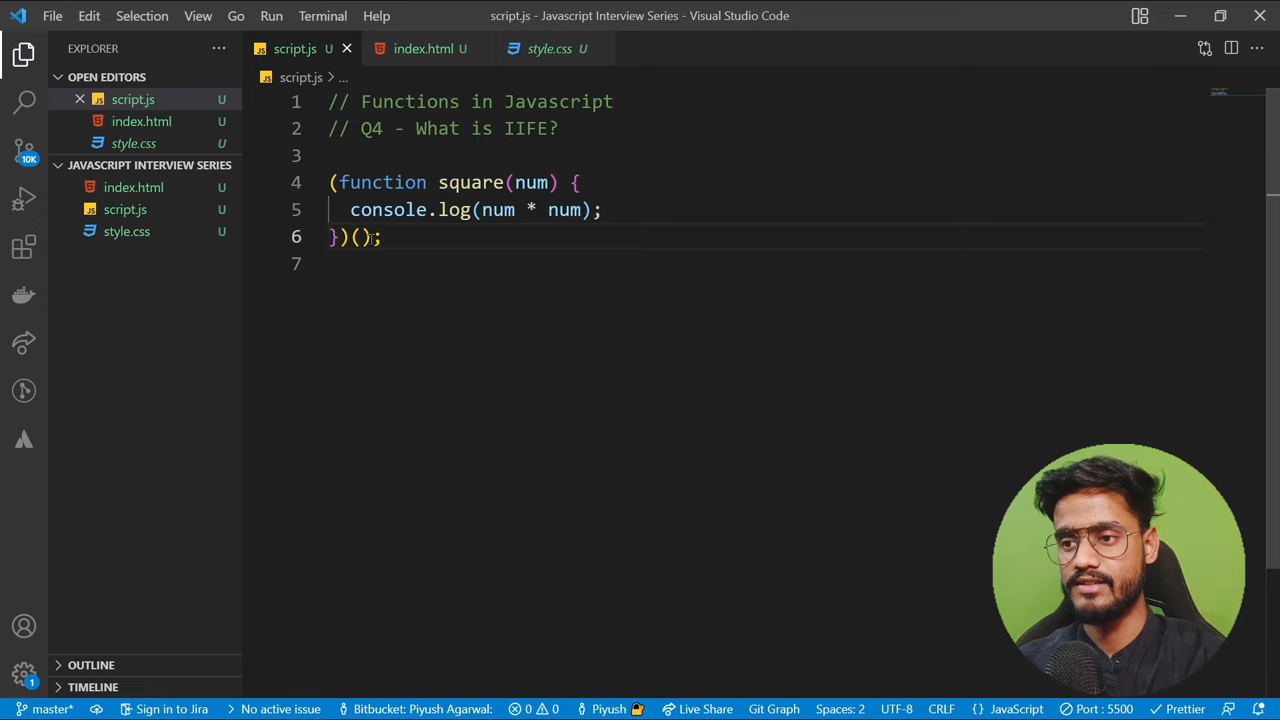 File Edit Selection View Go Run Terminal Help script.js - Javascript Interview Series - Visual Studio Code
EXPLORER
OPEN EDITORS
script.js U
index.html U
style.css U
JAVASCRIPT INTERVIEW SERIES
index.html U
script.js U
style.css U
10K
1
OUTLINE
TIMELINE
JS script.js U index.html U style.css U
JS script.js > ...
1 // Functions in Javascript
2 // Q4 - What is IIFE?
3
4 (function square(num) {
5 console.log(num * num);
6 })();
7
master* Sign in to Jira No active issue Bitbucket: Piyush Agarwal: 0 0 Piyush Live Share Git Graph Spaces: 2 UTF-8 CRLF {} JavaScript Port : 5500 Prettier